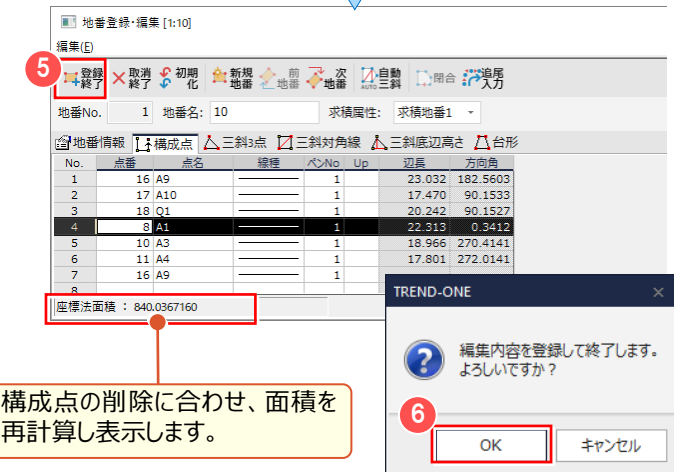 地番登録・編集 [1:10]
編集(E)
5
登録終了 取消終了 初期化 新規地番 前地番 次地番 自動三斜 AUTO 閉合 追尾入力
地番No. 1 地番名: 10 求積属性: 求積地番1
地番情報 構成点 三斜3点 三斜対角線 三斜底辺高さ 台形
No. 点番 点名 線種 ペンNo Up 辺長 方向角
1 16 A9 1 23.032 182.5603
2 17 A10 1 17.470 90.1533
3 18 Q1 1 20.242 90.1527
4 8 A1 1 22.313 0.3412
5 10 A3 1 18.966 270.4141
6 11 A4 1 17.801 272.0141
7 16 A9 1
8
座標法面積 : 840.0367160
構成点の削除に合わせ、面積を
再計算し表示します。
TREND-ONE
編集内容を登録して終了します。
よろしいですか?
6
OK キャンセル